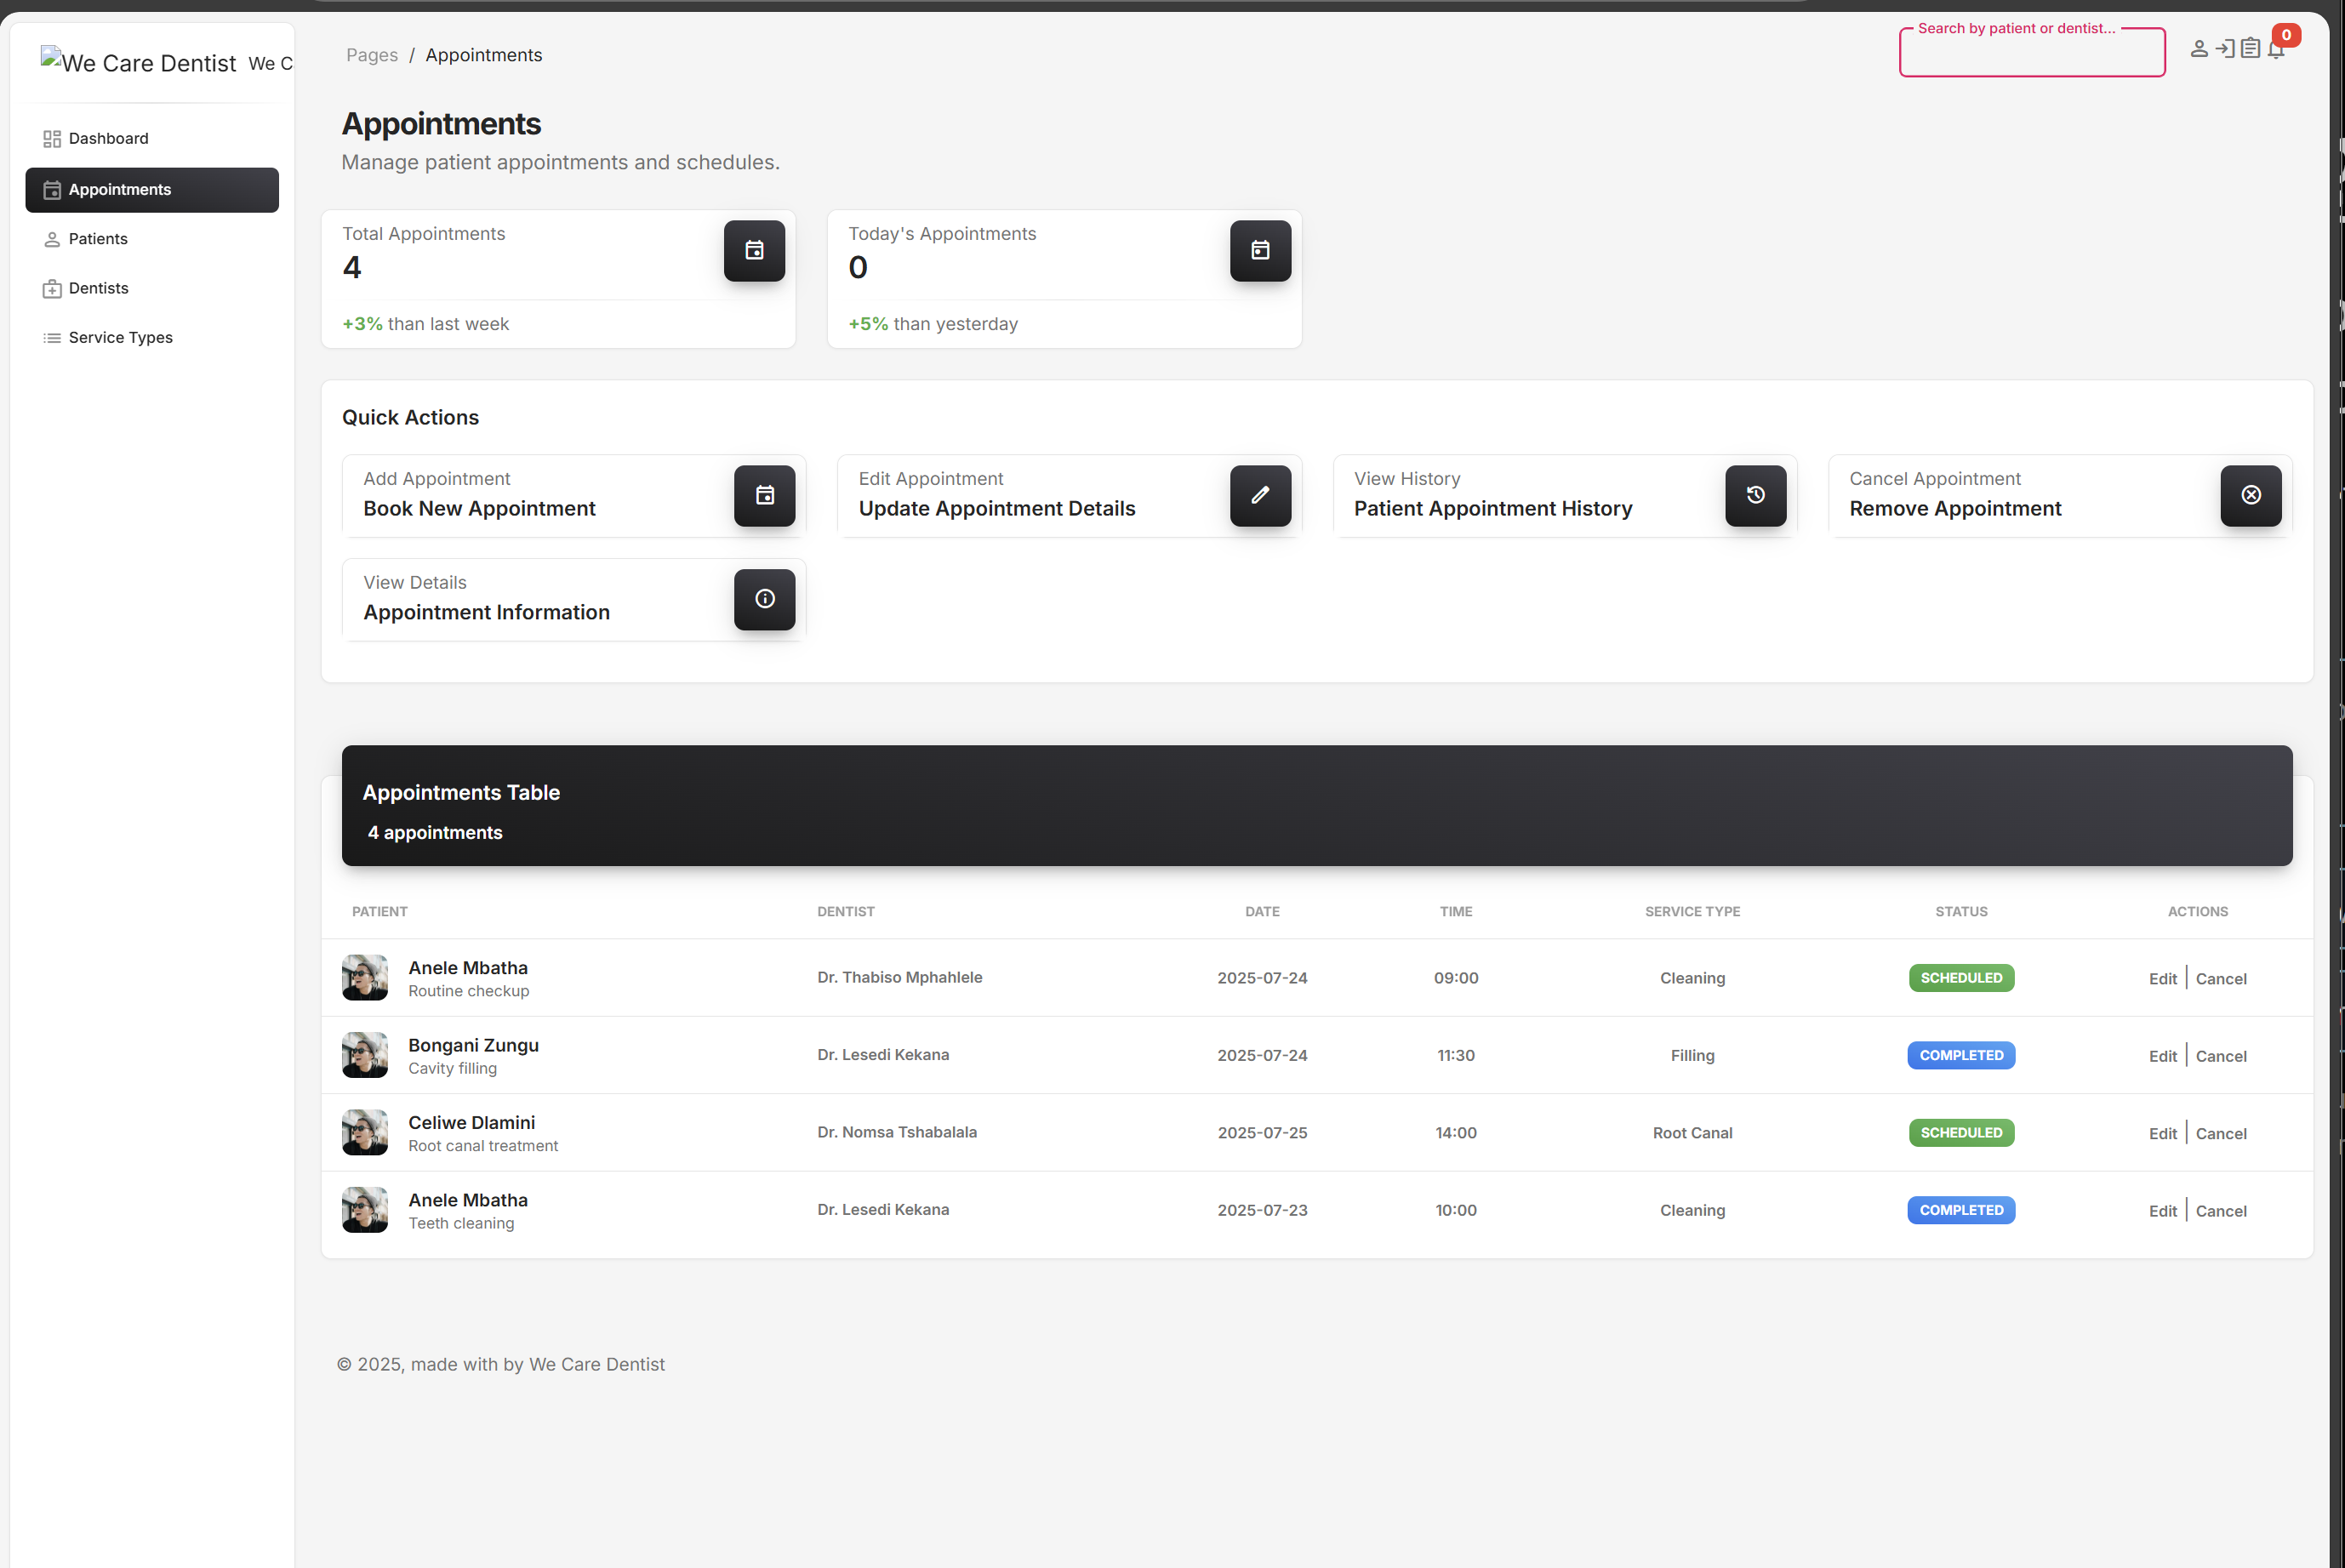 We Care Dentist We C
Dashboard
Appointments
Patients
Dentists
Service Types
Pages / Appointments
Search by patient or dentist...
0
Appointments
Manage patient appointments and schedules.
Total Appointments
4
+3% than last week
Today's Appointments
0
+5% than yesterday
Quick Actions
Add Appointment
Book New Appointment
Edit Appointment
Update Appointment Details
View History
Patient Appointment History
Cancel Appointment
Remove Appointment
View Details
Appointment Information
Appointments Table
4 appointments
PATIENT DENTIST DATE TIME SERVICE TYPE STATUS ACTIONS
Anele Mbatha
Routine checkup
Dr. Thabiso Mphahlele 2025-07-24 09:00 Cleaning SCHEDULED Edit | Cancel
Bongani Zungu
Cavity filling
Dr. Lesedi Kekana 2025-07-24 11:30 Filling COMPLETED Edit | Cancel
Celiwe Dlamini
Root canal treatment
Dr. Nomsa Tshabalala 2025-07-25 14:00 Root Canal SCHEDULED Edit | Cancel
Anele Mbatha
Teeth cleaning
Dr. Lesedi Kekana 2025-07-23 10:00 Cleaning COMPLETED Edit | Cancel
© 2025, made with by We Care Dentist